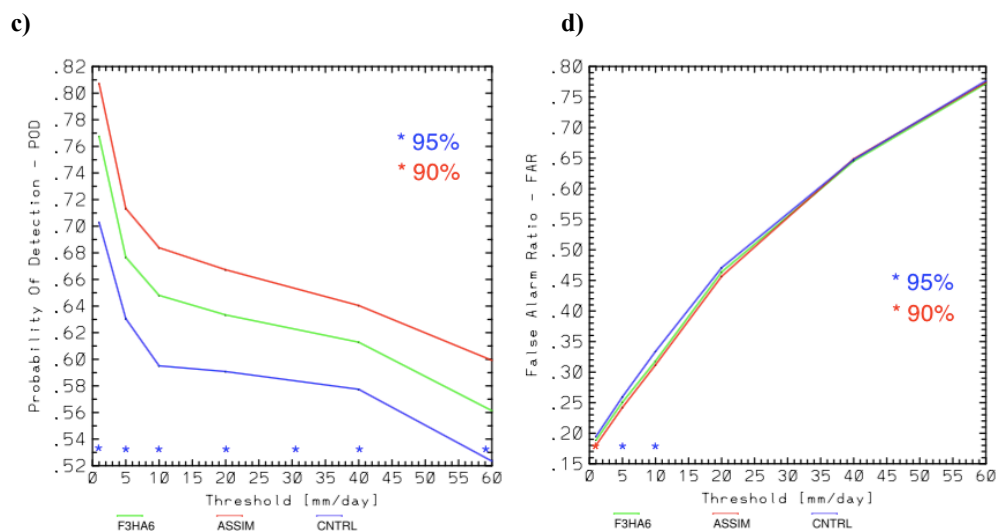 c)
d)
.82
.80
.78
.76
.74
.72
.70
.68
.66
.64
.62
.60
.58
.56
.54
.52
Probability Of Detection - POD
* 95%
* 90%
* * * * * * *
0 5 10 15 20 25 30 35 40 45 50 55 60
Threshold [mm/day]
F3HA6 ASSIM CNTRL
.80
.75
.70
.65
.60
.55
.50
.45
.40
.35
.30
.25
.20
.15
False Alarm Ratio - FAR
* 95%
* 90%
* * *
0 5 10 15 20 25 30 35 40 45 50 55 60
Threshold [mm/day]
F3HA6 ASSIM CNTRL